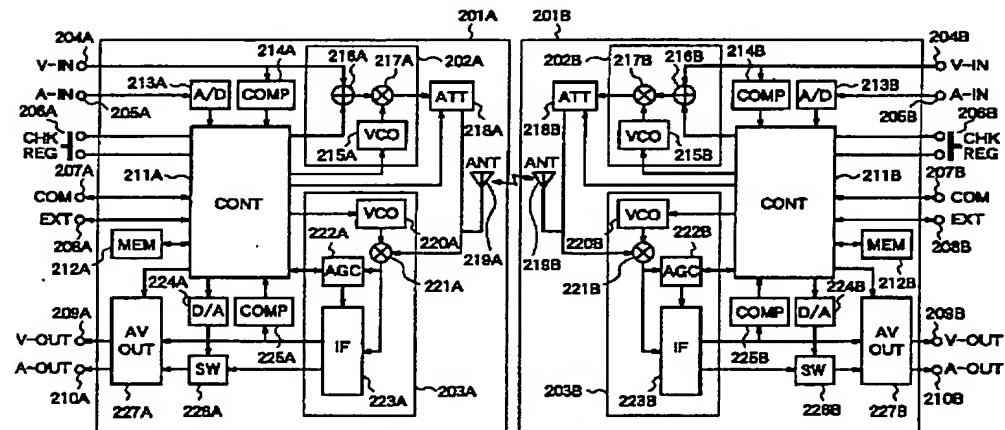 201A
201B
204A
V-IN
214A
202A
216A
217A
213A
A/D
COMP
ATT
A-IN
205A
206A
CHK
REG
VCO
215A
218A
211A
ANT
207A
COM
CONT
EXT
208A
VCO
220A
219A
MEM
212A
222A
AGC
221A
224A
D/A
COMP
209A
V-OUT
AV
OUT
225A
IF
A-OUT
SW
210A
227A
226A
223A
203A
202B
217B
216B
214B
204B
V-IN
ATT
COMP
A/D
213B
A-IN
205B
206B
218B
VCO
215B
CHK
REG
ANT
211B
207B
COM
CONT
EXT
208B
VCO
220B
219B
222B
MEM
212B
AGC
221B
224B
COMP
D/A
209B
AV
OUT
V-OUT
IF
225B
SW
A-OUT
203B
223B
226B
227B
210B